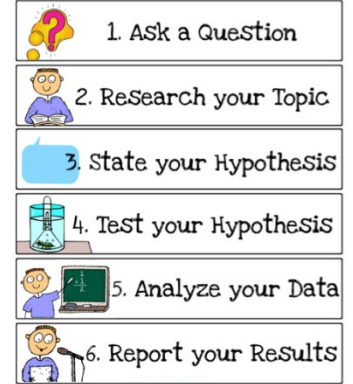 1. Ask a Question
2. Research your Topic
3. State your Hypothesis
4. Test your Hypothesis
5. Analyze your Data
6. Report your Results